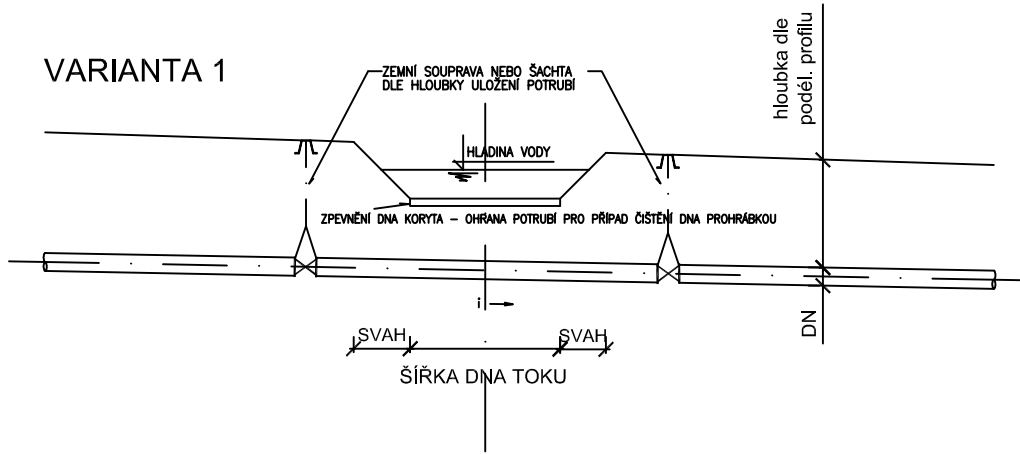 VARIANTA 1
ZEMNÍ SOUPRAVA NEBO ŠACHTA
DLE HLOUBKY ULOŽENÍ POTRUBÍ
hloubka dle
poděl. profilu
HLADINA VODY
ZPEVNĚNÍ DNA KORYTA – OHRANA POTRUBÍ PRO PŘÍPAD ČIŠTĚNÍ DNA PROHRÁBKOU
i
DN
SVAH
SVAH
ŠÍŘKA DNA TOKU